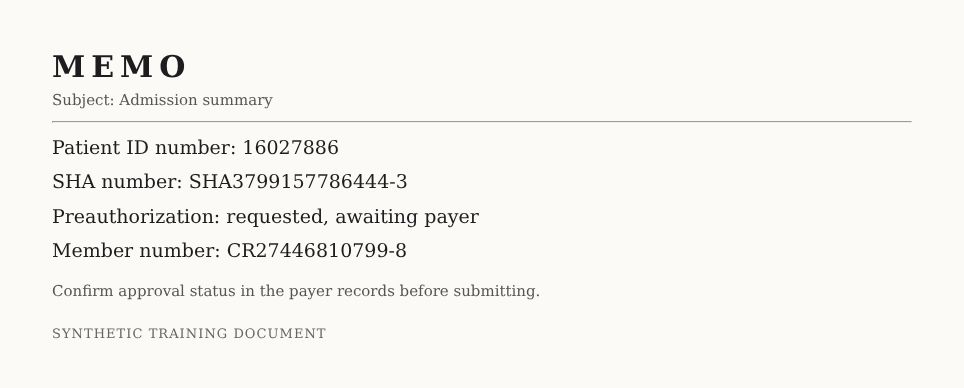 MEMO
Subject: Admission summary
Patient ID number: 16027886
SHA number: SHA3799157786444-3
Preauthorization: requested, awaiting payer
Member number: CR27446810799-8
Confirm approval status in the payer records before submitting.
SYNTHETIC TRAINING DOCUMENT